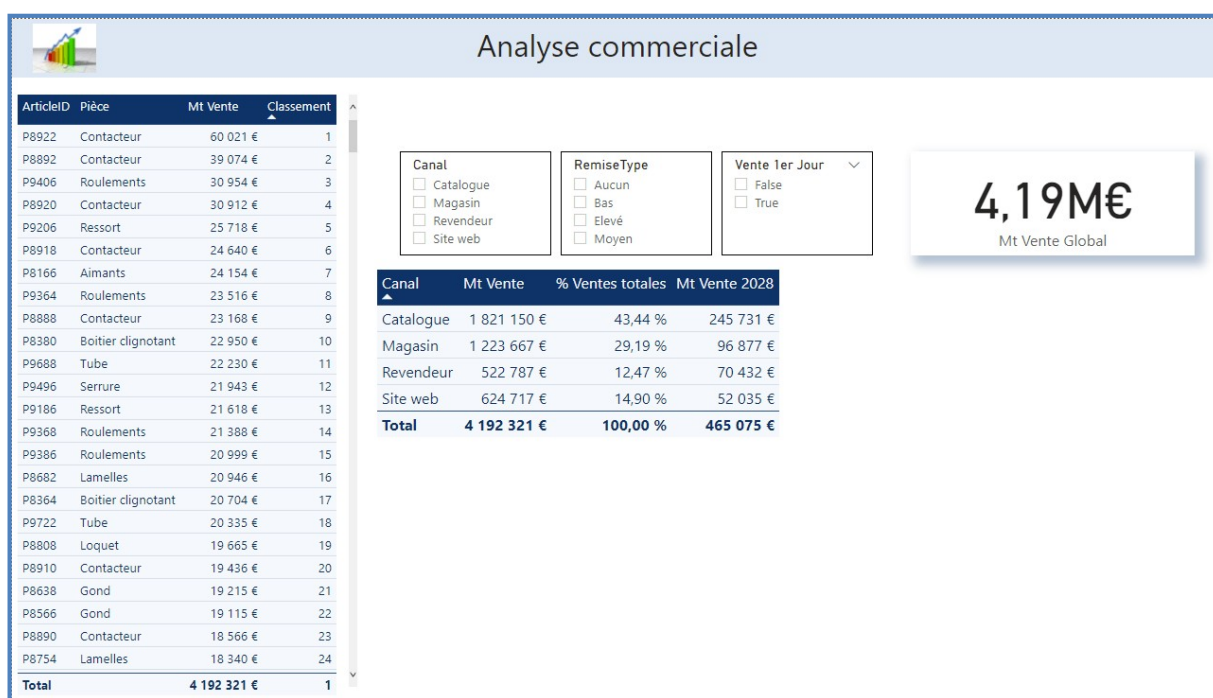 Analyse commerciale
ArticleID Pièce Mt Vente Classement
P8922 Contacteur 60 021 € 1
P8892 Contacteur 39 074 € 2
P9406 Roulements 30 954 € 3
P8920 Contacteur 30 912 € 4
P9206 Ressort 25 718 € 5
P8918 Contacteur 24 640 € 6
P8166 Aimants 24 154 € 7
P9364 Roulements 23 516 € 8
P8888 Contacteur 23 168 € 9
P8380 Boitier clignotant 22 950 € 10
P9688 Tube 22 230 € 11
P9496 Serrure 21 943 € 12
P9186 Ressort 21 618 € 13
P9368 Roulements 21 388 € 14
P9386 Roulements 20 999 € 15
P8682 Lamelles 20 946 € 16
P8364 Boitier clignotant 20 704 € 17
P9722 Tube 20 335 € 18
P8808 Loquet 19 665 € 19
P8910 Contacteur 19 436 € 20
P8638 Gond 19 215 € 21
P8566 Gond 19 115 € 22
P8890 Contacteur 18 566 € 23
P8754 Lamelles 18 340 € 24
Total 4 192 321 € 1
Canal
Catalogue
Magasin
Revendeur
Site web
RemiseType
Aucun
Bas
Elevé
Moyen
Vente 1er Jour
False
True
4,19M€
Mt Vente Global
Canal Mt Vente % Ventes totales Mt Vente 2028
Catalogue 1 821 150 € 43,44 % 245 731 €
Magasin 1 223 667 € 29,19 % 96 877 €
Revendeur 522 787 € 12,47 % 70 432 €
Site web 624 717 € 14,90 % 52 035 €
Total 4 192 321 € 100,00 % 465 075 €